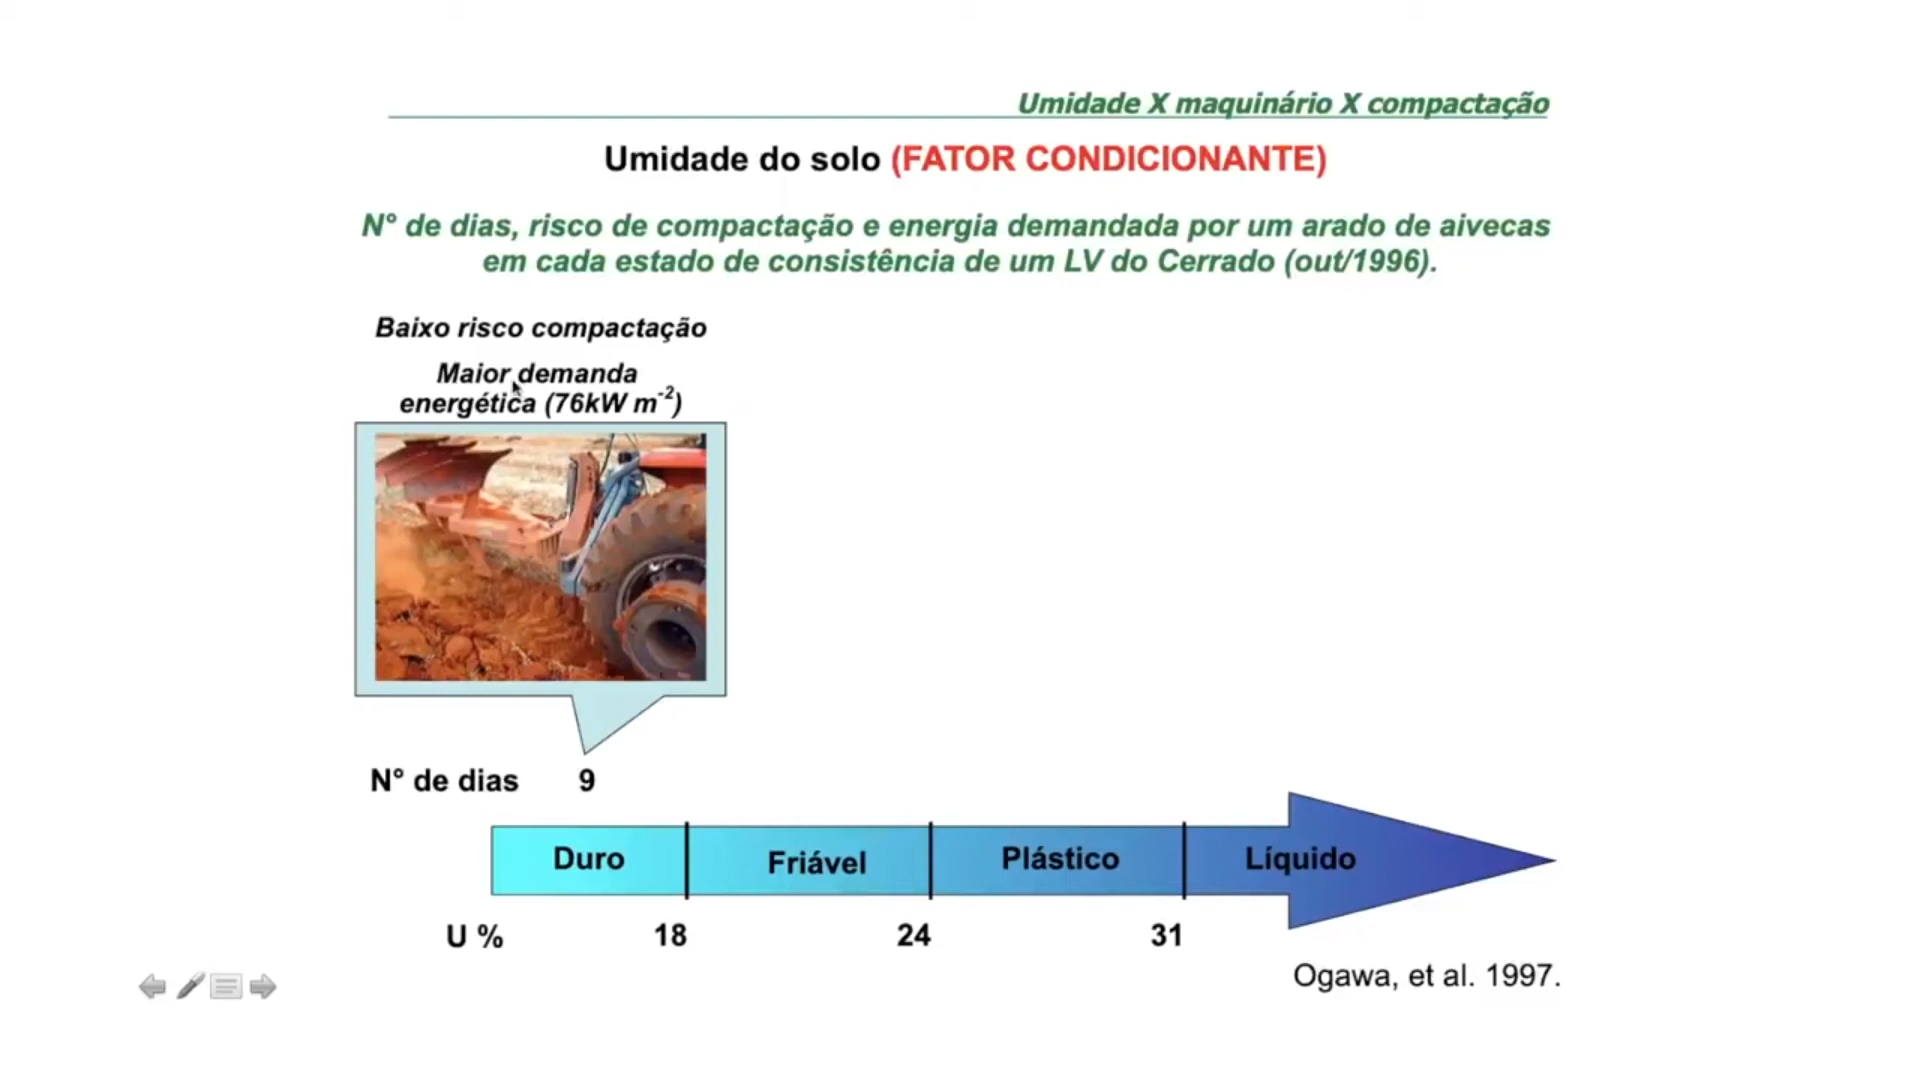 Umidade X maquinário X compactação
Umidade do solo (FATOR CONDICIONANTE)
N° de dias, risco de compactação e energia demandada por um arado de aivecas
em cada estado de consistência de um LV do Cerrado (out/1996).
Baixo risco compactação
Maior demanda
energética (76kW m⁻²)
N° de dias 9
Duro Friável Plástico Líquido
U % 18 24 31
Ogawa, et al. 1997.